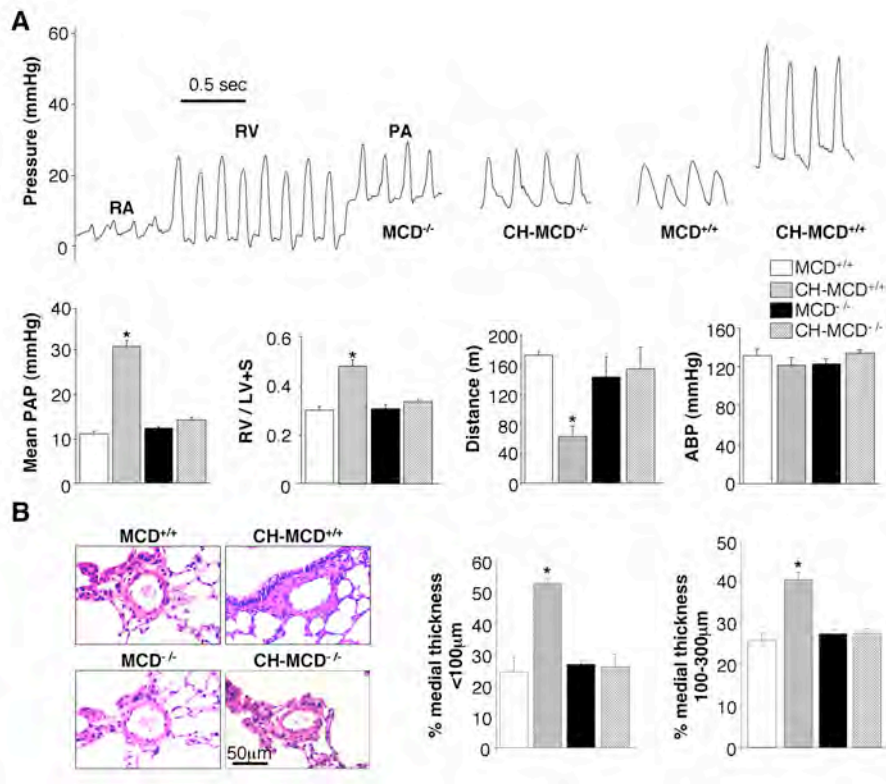 A
Pressure (mmHg)
60
40
20
0
0.5 sec
RA
RV
PA
MCD-/-
CH-MCD-/-
MCD+/+
CH-MCD+/+
MCD+/+
CH-MCD+/+
MCD-/-
CH-MCD-/-
Mean PAP (mmHg)
40
30
20
10
0
*
RV / LV+S
0.6
0.4
0.2
0
*
Distance (m)
200
160
120
80
40
0
*
ABP (mmHg)
160
120
80
40
0
B
MCD+/+
CH-MCD+/+
MCD-/-
CH-MCD-/-
50μm
% medial thickness
<100μm
60
50
40
30
20
10
0
*
% medial thickness
100-300μm
50
40
30
20
10
0
*